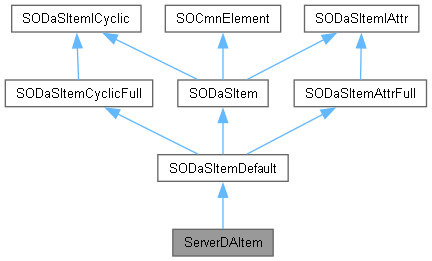 SODaSItemICyclic
SOCmnElement
SODaSItemIAttr
SODaSItemCyclicFull
SODaSItem
SODaSItemAttrFull
SODaSItemDefault
ServerDAItem